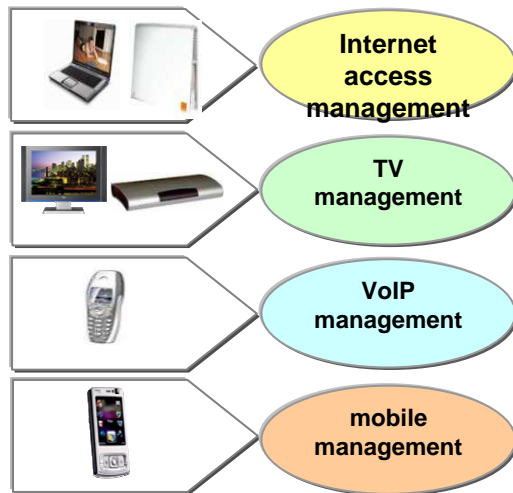 Internet
access
management
TV
management
VoIP
management
mobile
management